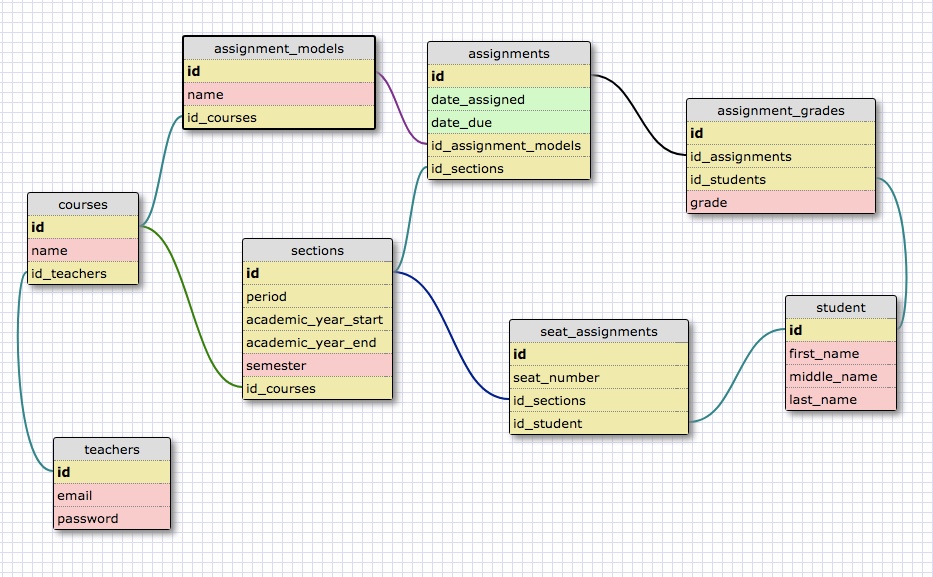 assignment_models
id
name
id_courses
assignments
id
date_assigned
date_due
id_assignment_models
id_sections
assignment_grades
id
id_assignments
id_students
grade
courses
id
name
id_teachers
sections
id
period
academic_year_start
academic_year_end
semester
id_courses
seat_assignments
id
seat_number
id_sections
id_student
student
id
first_name
middle_name
last_name
teachers
id
email
password